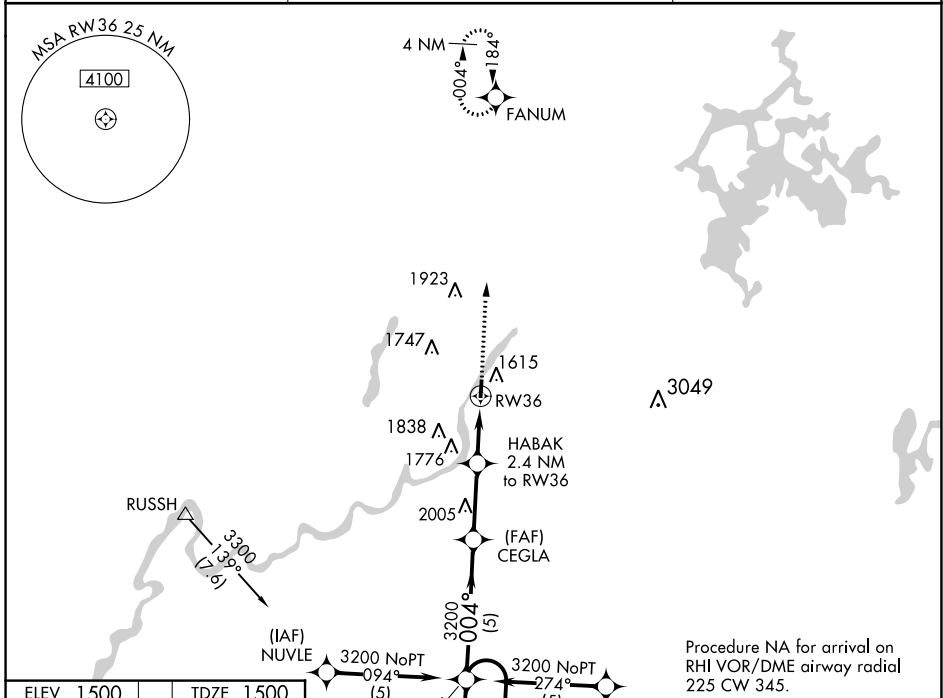 MSA RW36 25 NM
4100
4 NM
004°
184°
FANUM
1923
1747
1615
RW36
3049
1838
1776
HABAK
2.4 NM
to RW36
2005
RUSSH
3300
139°
(7.6)
(FAF)
CEGLA
3200
004°
(5)
(IAF)
NUVLE
3200 NoPT
094°
(5)
3200 NoPT
274°
(5)
Procedure NA for arrival on
RHI VOR/DME airway radial
225 CW 345.
ELEV 1500
TDZE 1500